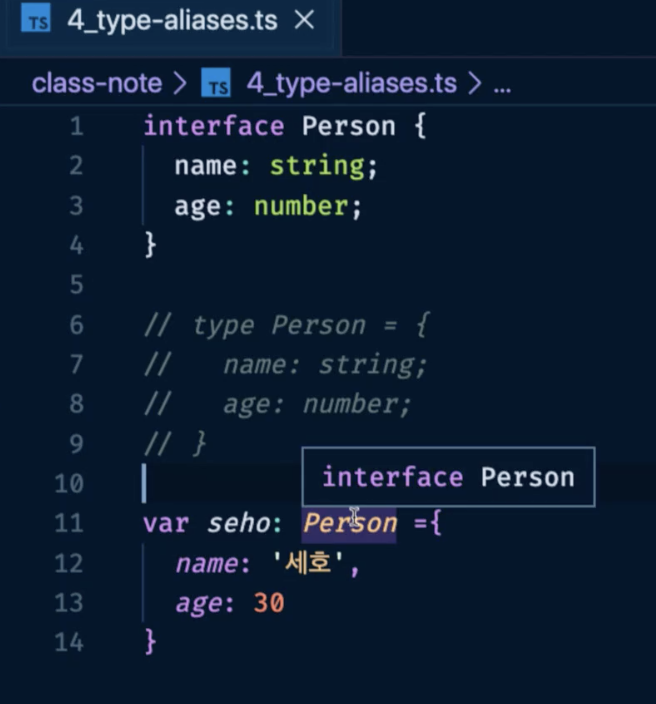 TS 4_type-aliases.ts ×
class-note > TS 4_type-aliases.ts > ...
1 interface Person {
2 name: string;
3 age: number;
4 }
5
6 // type Person = {
7 //   name: string;
8 //   age: number;
9 // }
10
interface Person
11 var seho: Person ={
12 name: '세호',
13 age: 30
14 }